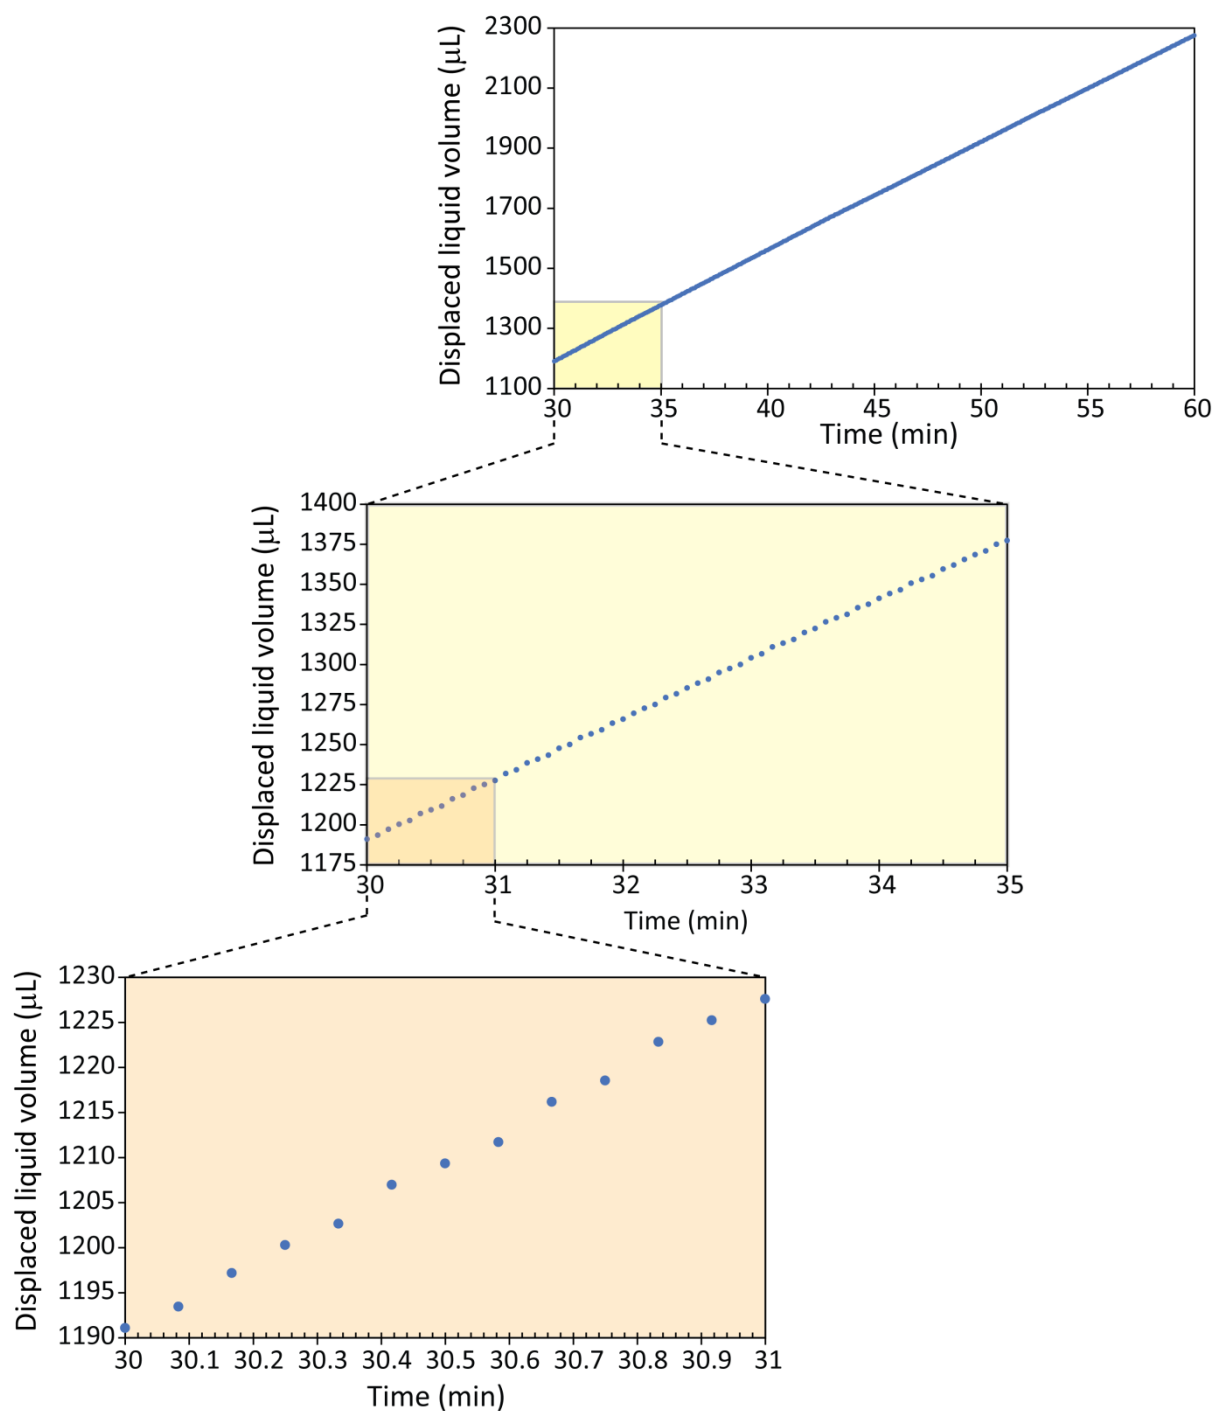 Displaced liquid volume (µL)
2300
2100
1900
1700
1500
1300
1100
30 35 40 45 50 55 60
Time (min)
Displaced liquid volume (µL)
1400
1375
1350
1325
1300
1275
1250
1225
1200
1175
30 31 32 33 34 35
Time (min)
Displaced liquid volume (µL)
1230
1225
1220
1215
1210
1205
1200
1195
1190
30 30.1 30.2 30.3 30.4 30.5 30.6 30.7 30.8 30.9 31
Time (min)